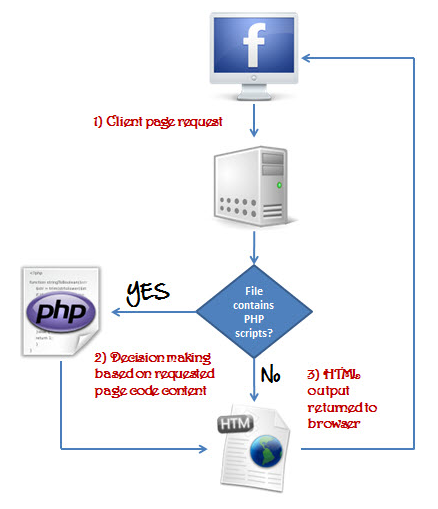 f
1) Client page request
File
contains
PHP
scripts?
YES
<?php
php
2) Decision making
based on requested
page code content
No
3) HTML
output
returned to
browser
HTM